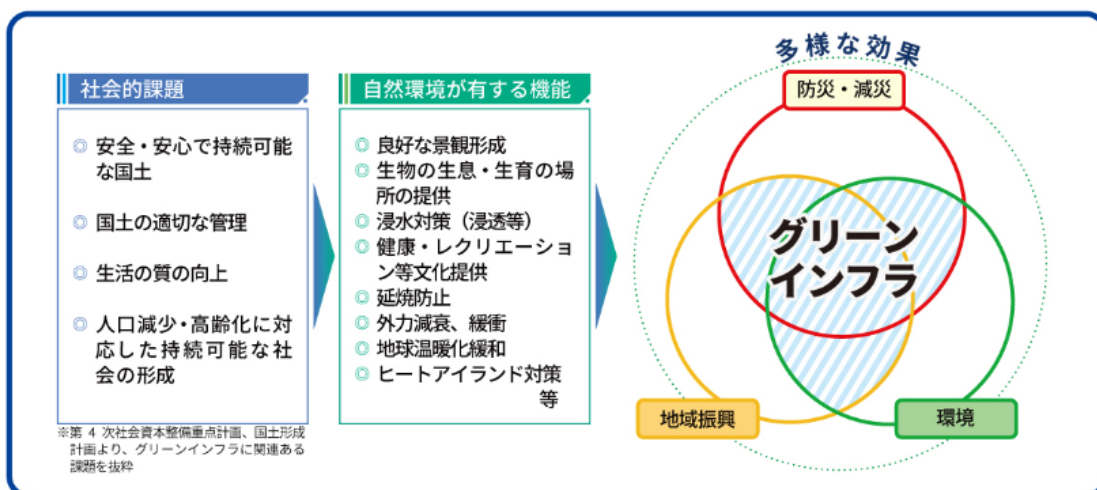 社会的課題
◎ 安全・安心で持続可能
な国土
◎ 国土の適切な管理
◎ 生活の質の向上
◎ 人口減少・高齢化に対
応した持続可能な社
会の形成
※第 4 次社会資本整備重点計画、国土形成
計画より、グリーンインフラに関連ある
課題を抜粋
自然環境が有する機能
◎ 良好な景観形成
◎ 生物の生息・生育の場
所の提供
◎ 浸水対策（浸透等）
◎ 健康・レクリエーショ
ン等文化提供
◎ 延焼防止
◎ 外力減衰、緩衝
◎ 地球温暖化緩和
◎ ヒートアイランド対策
等
多様な効果
防災・減災
グリーン
インフラ
地域振興
環境